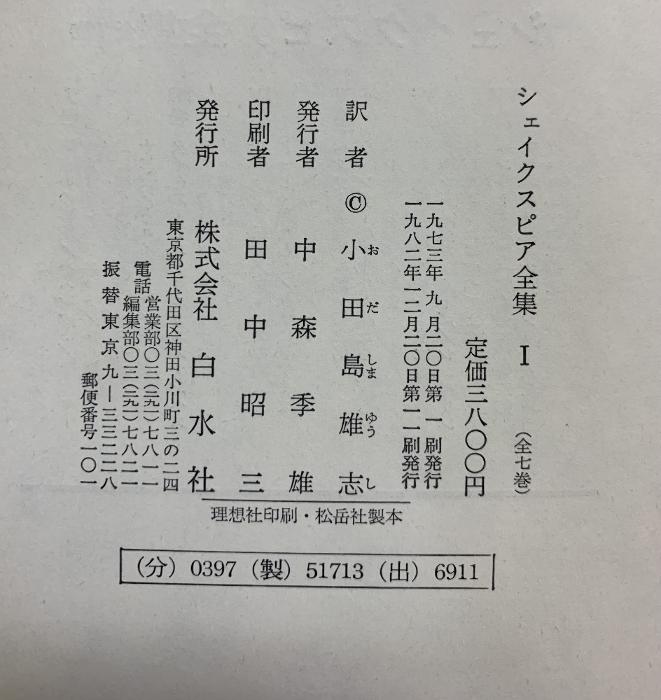 シェイクスピア全集 Ⅰ (全七巻)
定価三八〇〇円
一九七三年 九 月二〇日第 一 刷発行
一九八二年一二月二〇日第一一刷発行
訳者 © 小田島雄志
おだしまゆうし
発行者 中森季雄
印刷者 田中昭三
発行所 株式会社 白水社
東京都千代田区神田小川町三の二四
電話 営業部〇三(二九一)七八一一
編集部〇三(二九一)七八二一
振替東京九―三三二二八
郵便番号一〇一
理想社印刷・松岳社製本
(分) 0397 (製) 51713 (出) 6911